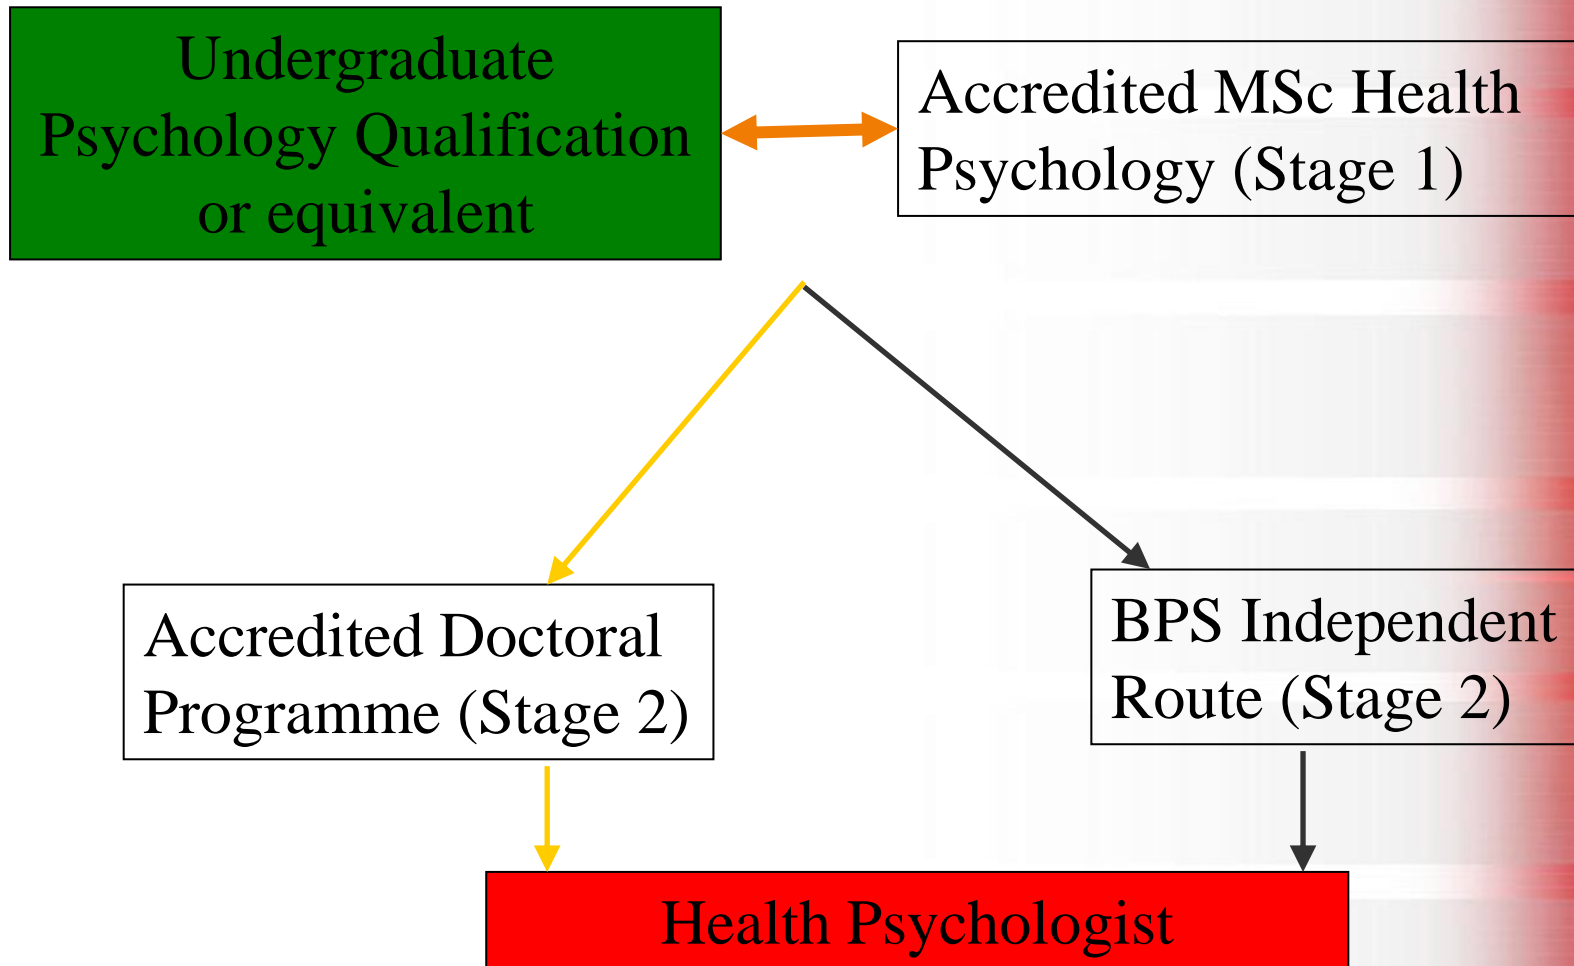 Undergraduate
Psychology Qualification
or equivalent
Accredited MSc Health
Psychology (Stage 1)
Accredited Doctoral
Programme (Stage 2)
BPS Independent
Route (Stage 2)
Health Psychologist